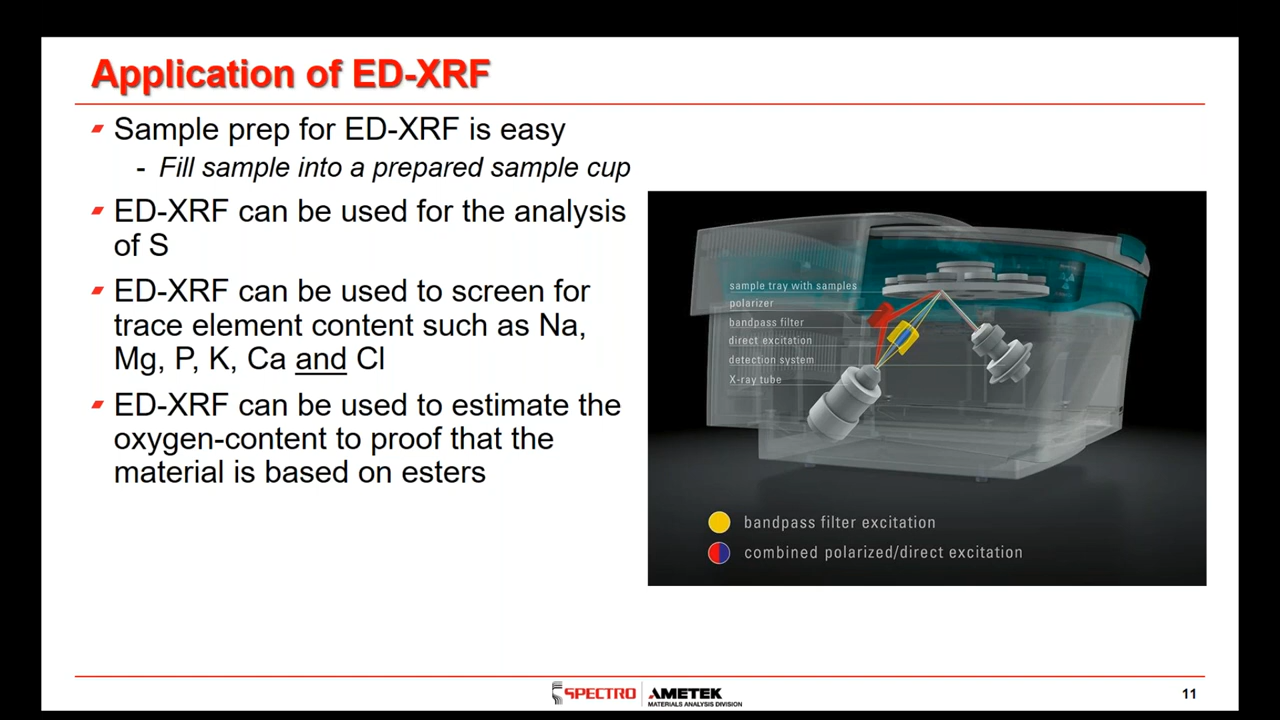 Application of ED-XRF
Sample prep for ED-XRF is easy
- Fill sample into a prepared sample cup
ED-XRF can be used for the analysis
of S
ED-XRF can be used to screen for
trace element content such as Na,
Mg, P, K, Ca and Cl
ED-XRF can be used to estimate the
oxygen-content to proof that the
material is based on esters
sample tray with samples
polarizer
bandpass filter
direct excitation
detection system
X-ray tube
bandpass filter excitation
combined polarized/direct excitation
SPECTRO
AMETEK
MATERIALS ANALYSIS DIVISION
11